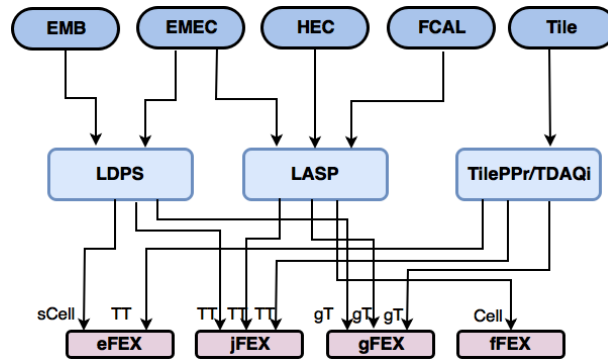 EMB EMEC HEC FCAL Tile
LDPS LASP TilePPr/TDAQi
sCell TT TT TT TT gT gT gT Cell
eFEX jFEX gFEX fFEX